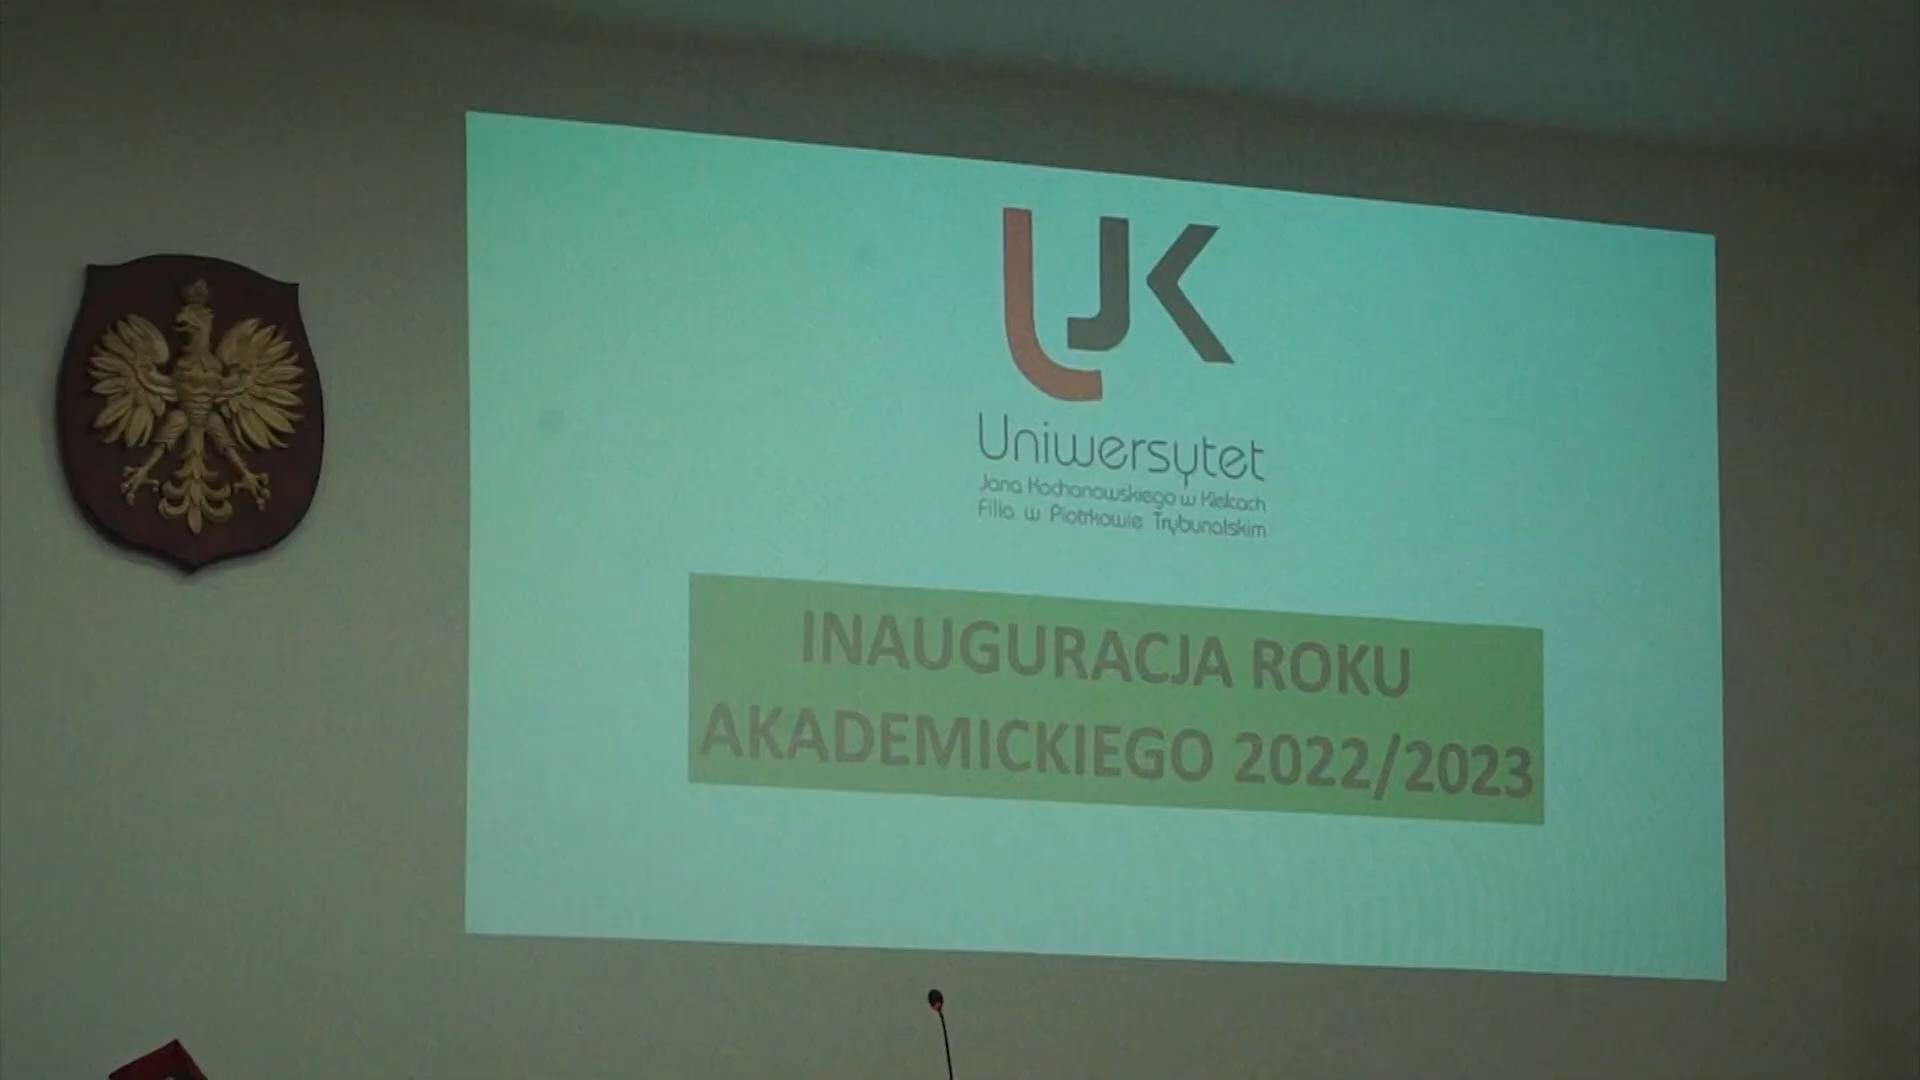 UJK
Uniwersytet
Jana Kochanowskiego w Kielcach
Filia w Piotrkowie Trybunalskim
INAUGURACJA ROKU
AKADEMICKIEGO 2022/2023